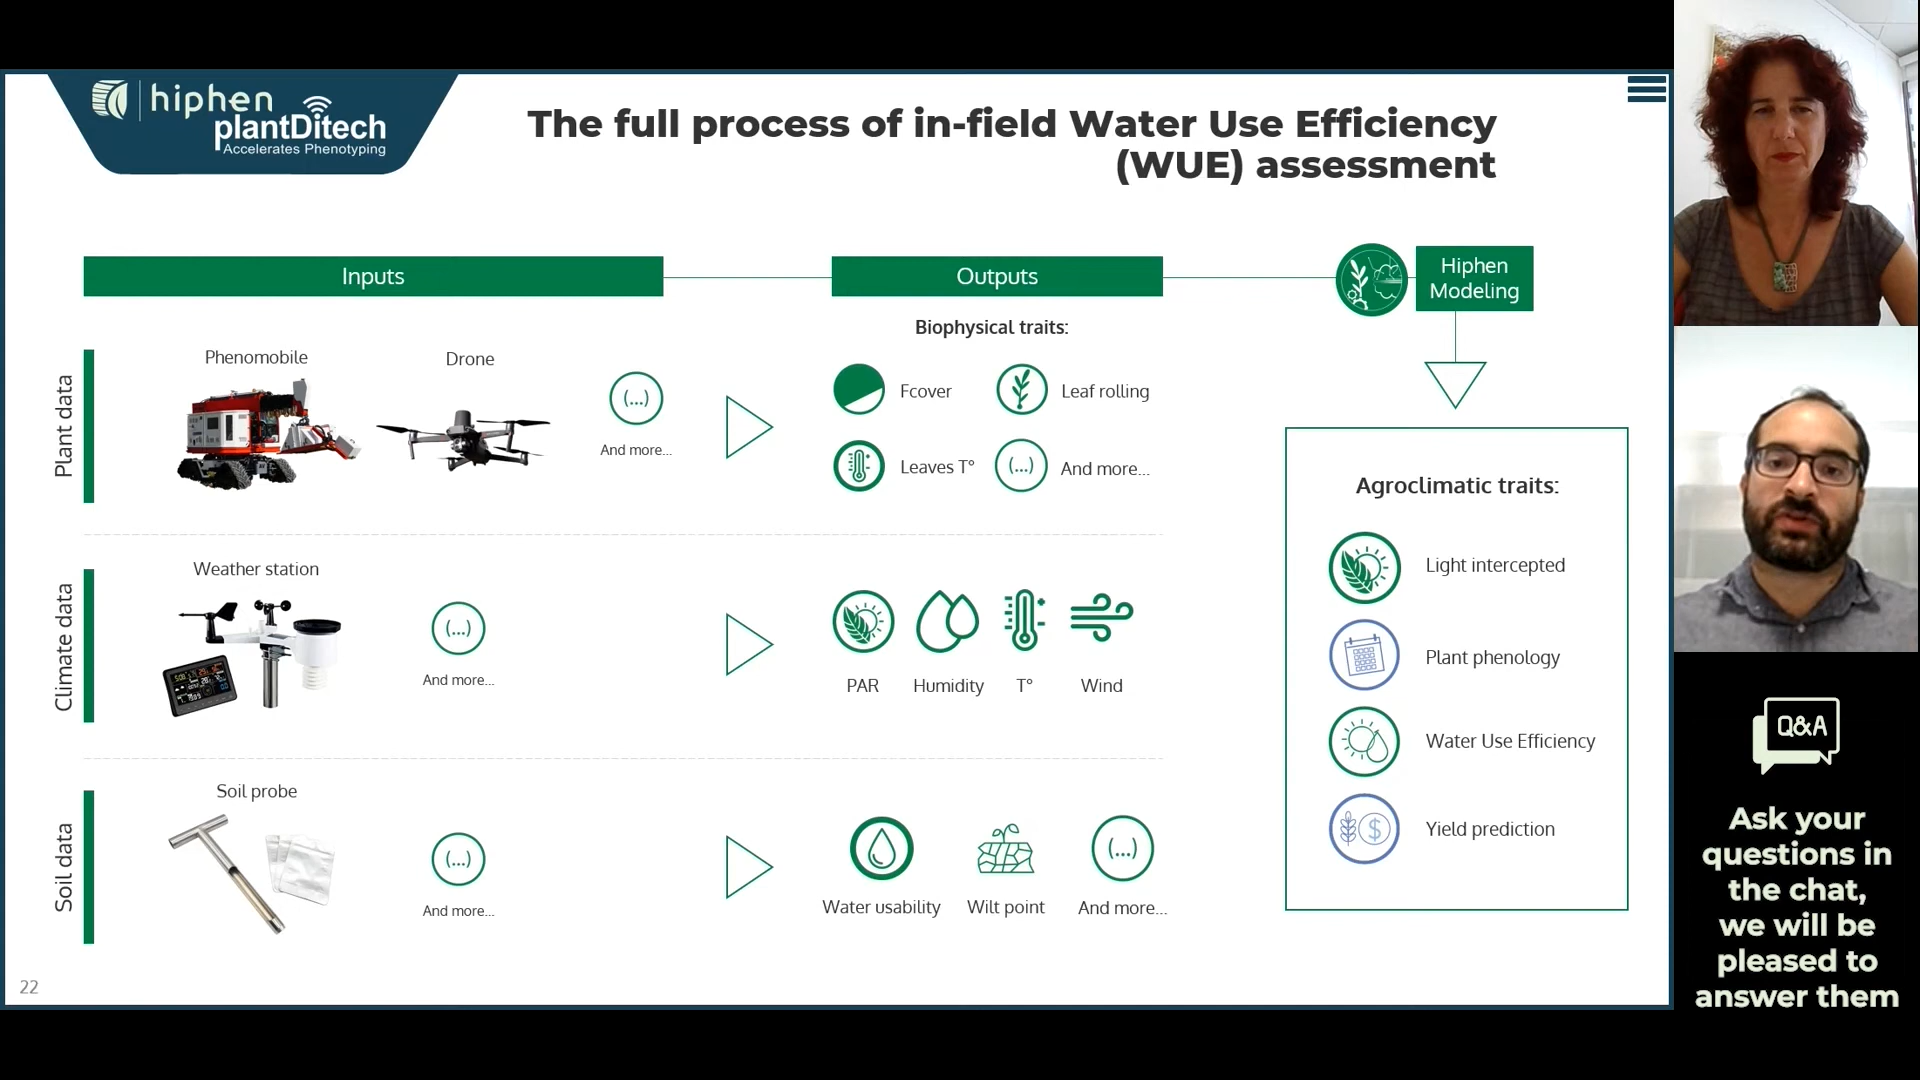 hiphen
plantDitech
Accelerates Phenotyping
The full process of in-field Water Use Efficiency
(WUE) assessment
Inputs
Outputs
Hiphen
Modeling
Biophysical traits:
Plant data
Phenomobile
Drone
(...)
And more...
Fcover
Leaf rolling
Leaves T°
(...)
And more...
Climate data
Weather station
(...)
And more...
PAR
Humidity
T°
Wind
Soil data
Soil probe
(...)
And more...
Water usability
Wilt point
(...)
And more...
Agroclimatic traits:
Light intercepted
Plant phenology
Water Use Efficiency
$
Yield prediction
22
Q&A
Ask your
questions in
the chat,
we will be
pleased to
answer them